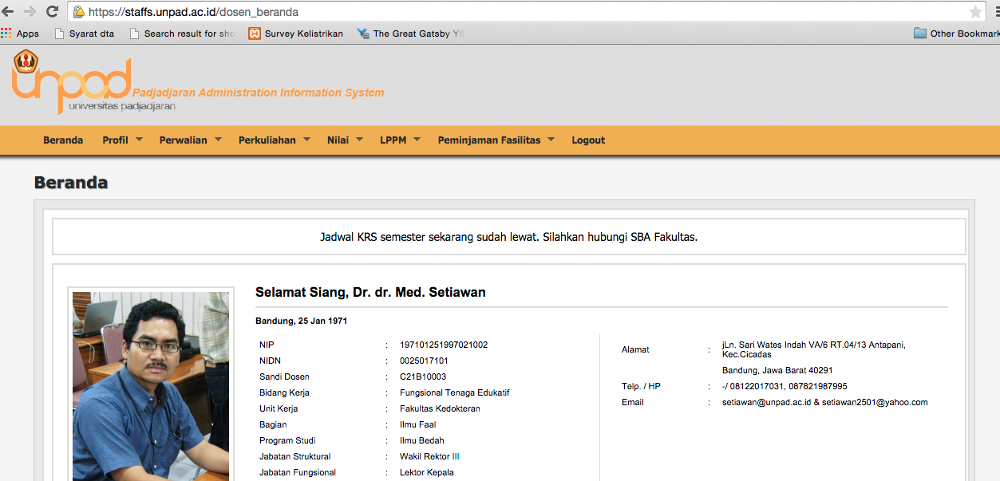 https://staffs.unpad.ac.id/dosen_beranda
Apps Syarat dta Search result for sho Survey Kelistrikan The Great Gatsby YI Other Bookmark
unpad
universitas padjadjaran
Padjadjaran Administration Information System
Beranda Profil Perwalian Perkuliahan Nilai LPPM Peminjaman Fasilitas Logout
Beranda
Jadwal KRS semester sekarang sudah lewat. Silahkan hubungi SBA Fakultas.
Selamat Siang, Dr. dr. Med. Setiawan
Bandung, 25 Jan 1971
NIP : 197101251997021002
NIDN : 0025017101
Sandi Dosen : C21B10003
Bidang Kerja : Fungsional Tenaga Edukatif
Unit Kerja : Fakultas Kedokteran
Bagian : Ilmu Faal
Program Studi : Ilmu Bedah
Jabatan Struktural : Wakil Rektor III
Jabatan Fungsional : Lektor Kepala
Alamat : jLn. Sari Wates Indah VA/6 RT.04/13 Antapani,
Kec.Cicadas
Bandung, Jawa Barat 40291
Telp. / HP : -/ 08122017031, 087821987995
Email : setiawan@unpad.ac.id & setiawan2501@yahoo.com